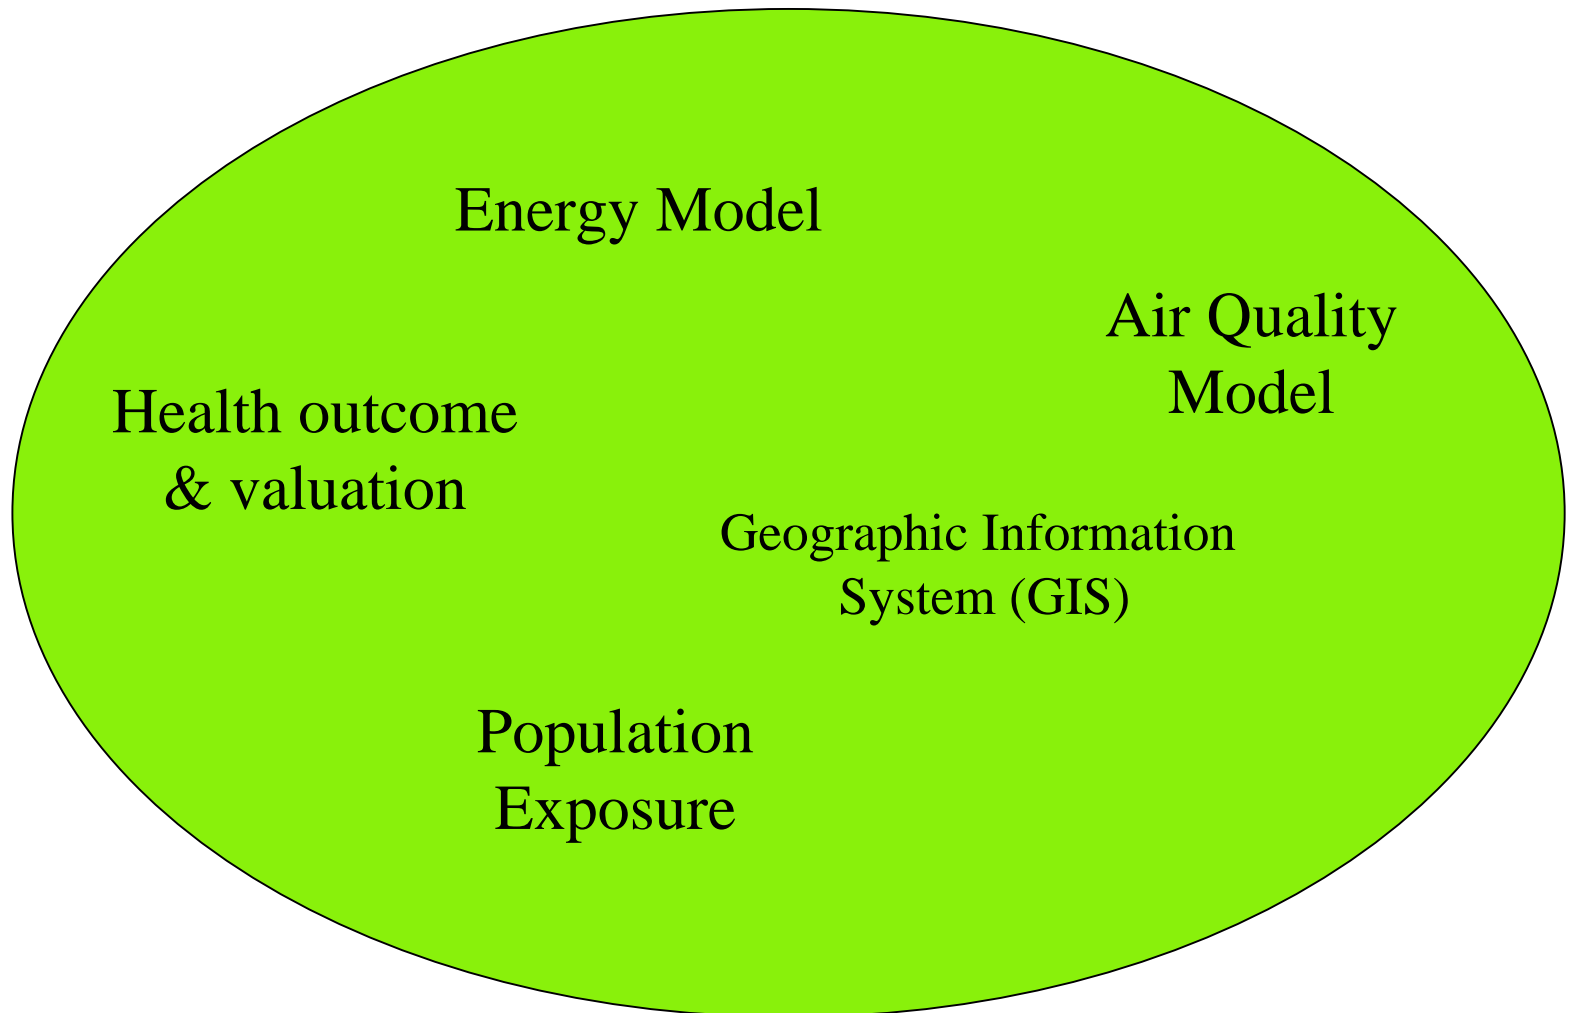 Energy Model
Air Quality
Model
Health outcome
& valuation
Geographic Information
System (GIS)
Population
Exposure